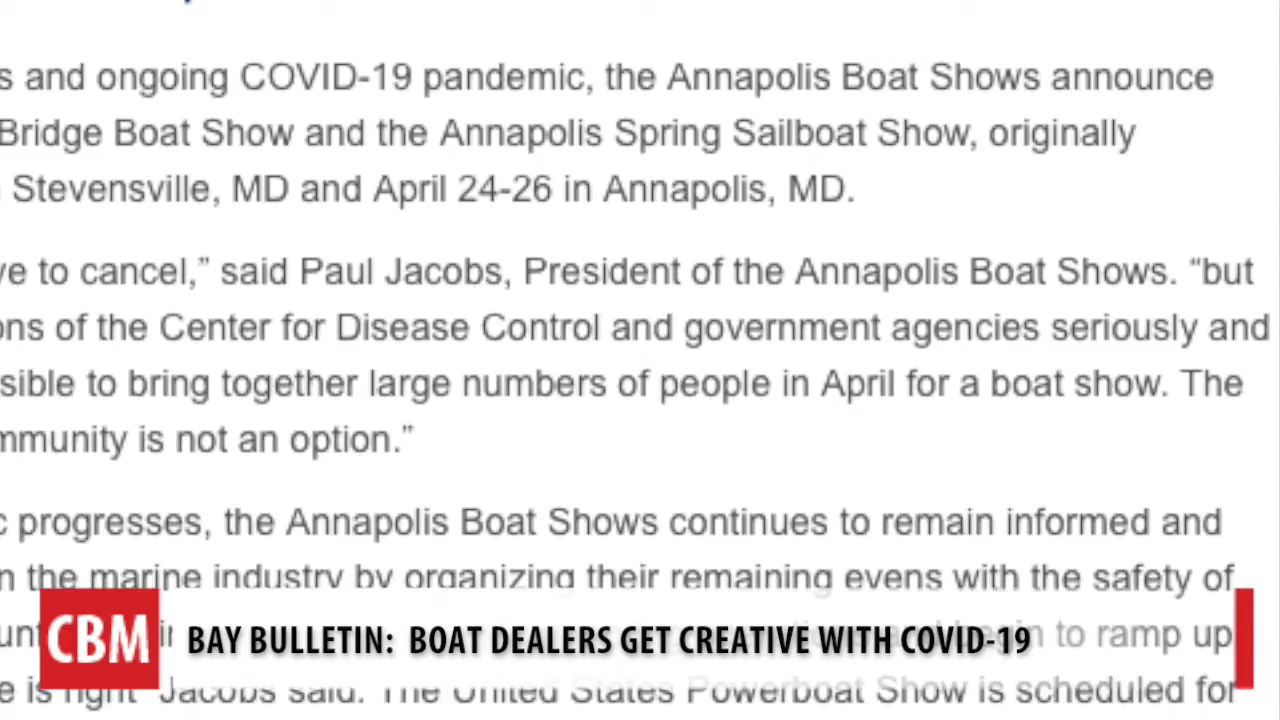 s and ongoing COVID-19 pandemic, the Annapolis Boat Shows announce
Bridge Boat Show and the Annapolis Spring Sailboat Show, originally
Stevensville, MD and April 24-26 in Annapolis, MD.
ve to cancel,” said Paul Jacobs, President of the Annapolis Boat Shows. “but
ons of the Center for Disease Control and government agencies seriously and
sible to bring together large numbers of people in April for a boat show. The
mmunity is not an option.”
c progresses, the Annapolis Boat Shows continues to remain informed and
n the marine industry by organizing their remaining evens with the safety of
to ramp up
CBM
BAY BULLETIN: BOAT DEALERS GET CREATIVE WITH COVID-19
e is right” Jacobs said. The United States Powerboat Show is scheduled for